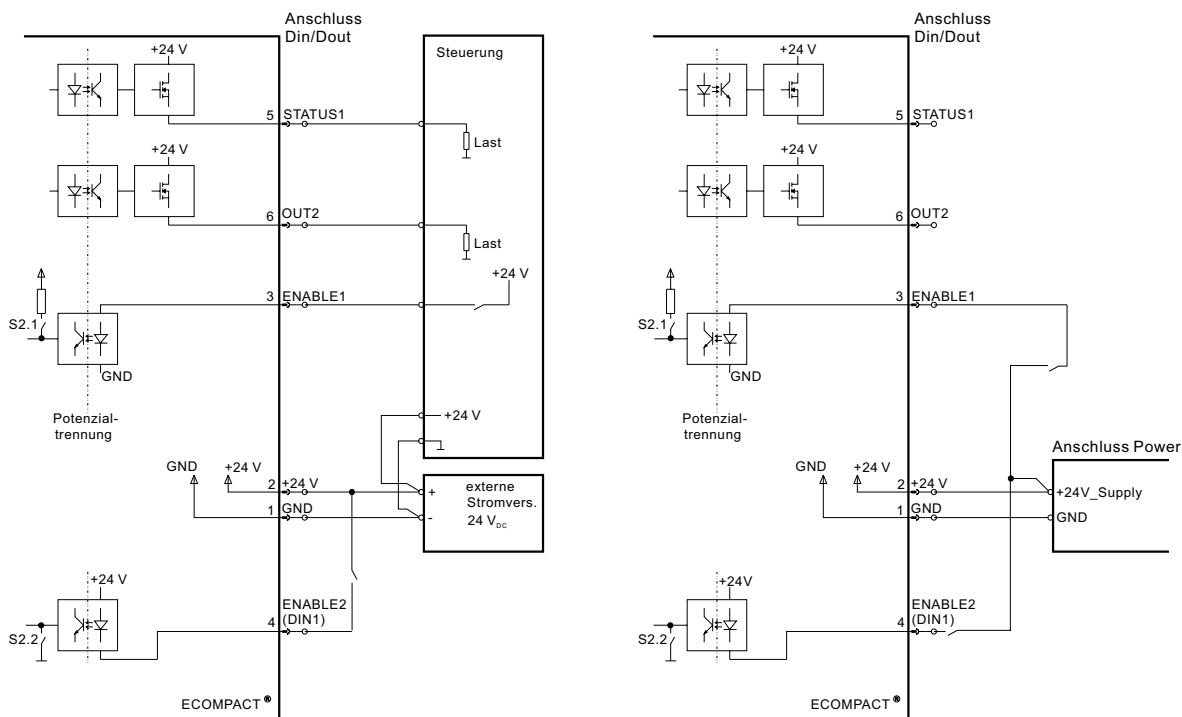 Anschluss
Din/Dout
+24 V
5
STATUS1
+24 V
6
OUT2
3
ENABLE1
S2.1
GND
Potenzial-
trennung
GND
+24 V
2
+24 V
1
GND
+24 V
ENABLE2
(DIN1)
4
S2.2
ECOMPACT®
Steuerung
Last
Last
+24 V
+24 V
+
-
externe
Stromvers.
24 VDC
Anschluss
Din/Dout
+24 V
5
STATUS1
+24 V
6
OUT2
3
ENABLE1
S2.1
GND
Potenzial-
trennung
Anschluss Power
GND
+24 V
2
+24 V
+24V_Supply
1
GND
GND
+24V
ENABLE2
(DIN1)
4
S2.2
ECOMPACT®